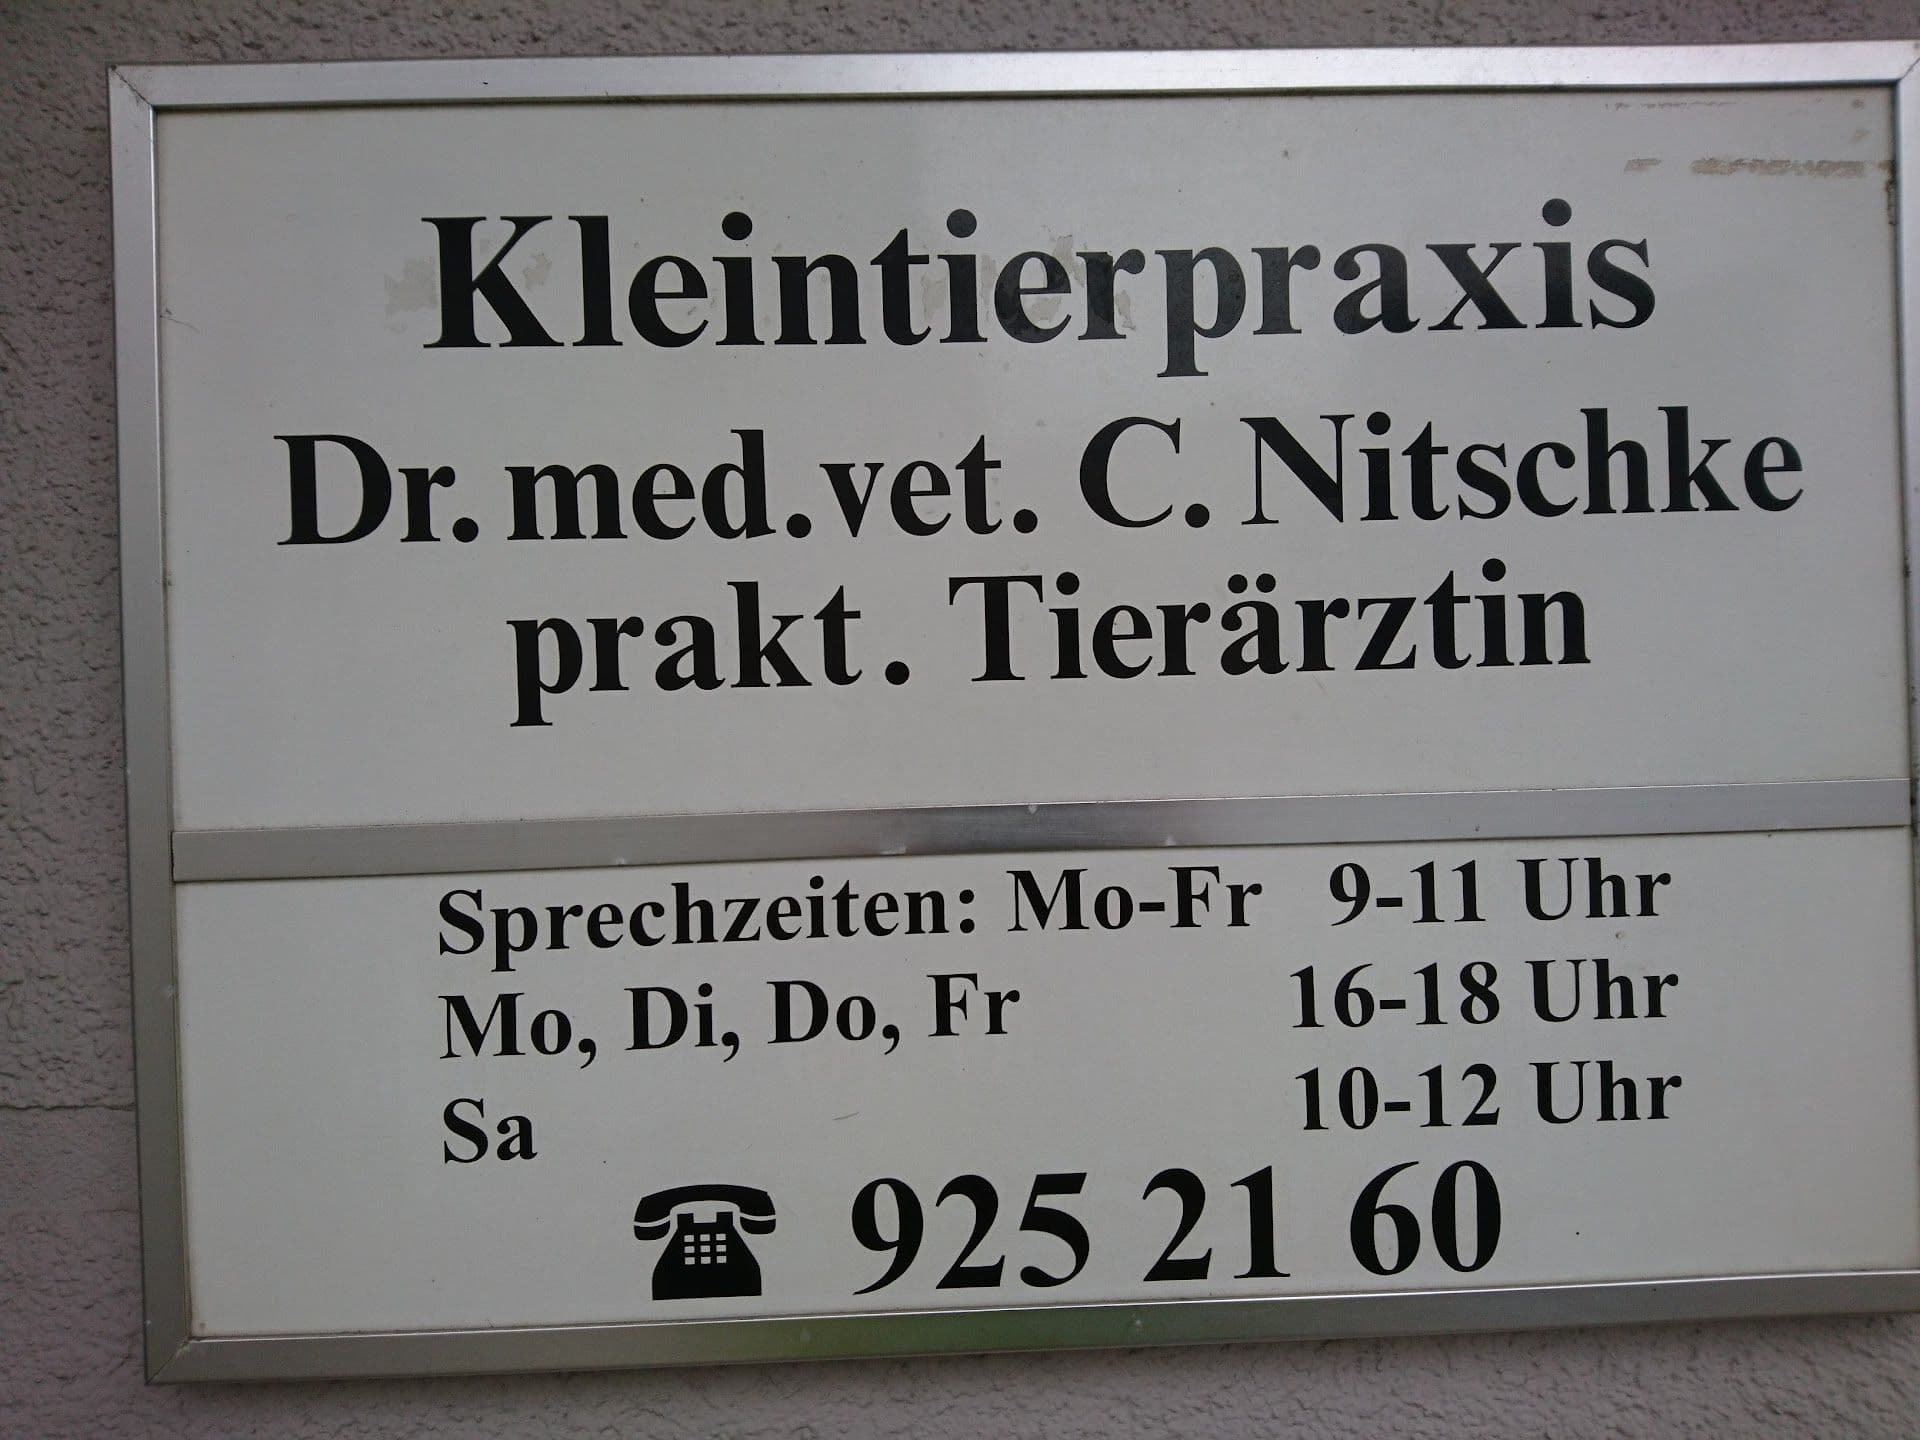 Kleintierpraxis
Dr. med. vet. C. Nitschke
prakt. Tierärztin
Sprechzeiten: Mo-Fr 9-11 Uhr
Mo, Di, Do, Fr 16-18 Uhr
Sa 10-12 Uhr
☎ 925 21 60